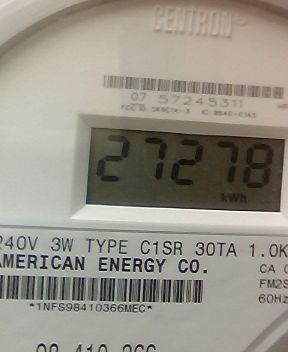 CENTRON®
07 57245311
27278
kWh
240V 3W TYPE C1SR 30TA 1.0K
AMERICAN ENERGY CO.
CA
FM2S
60Hz
*1NFS98410366MEC*